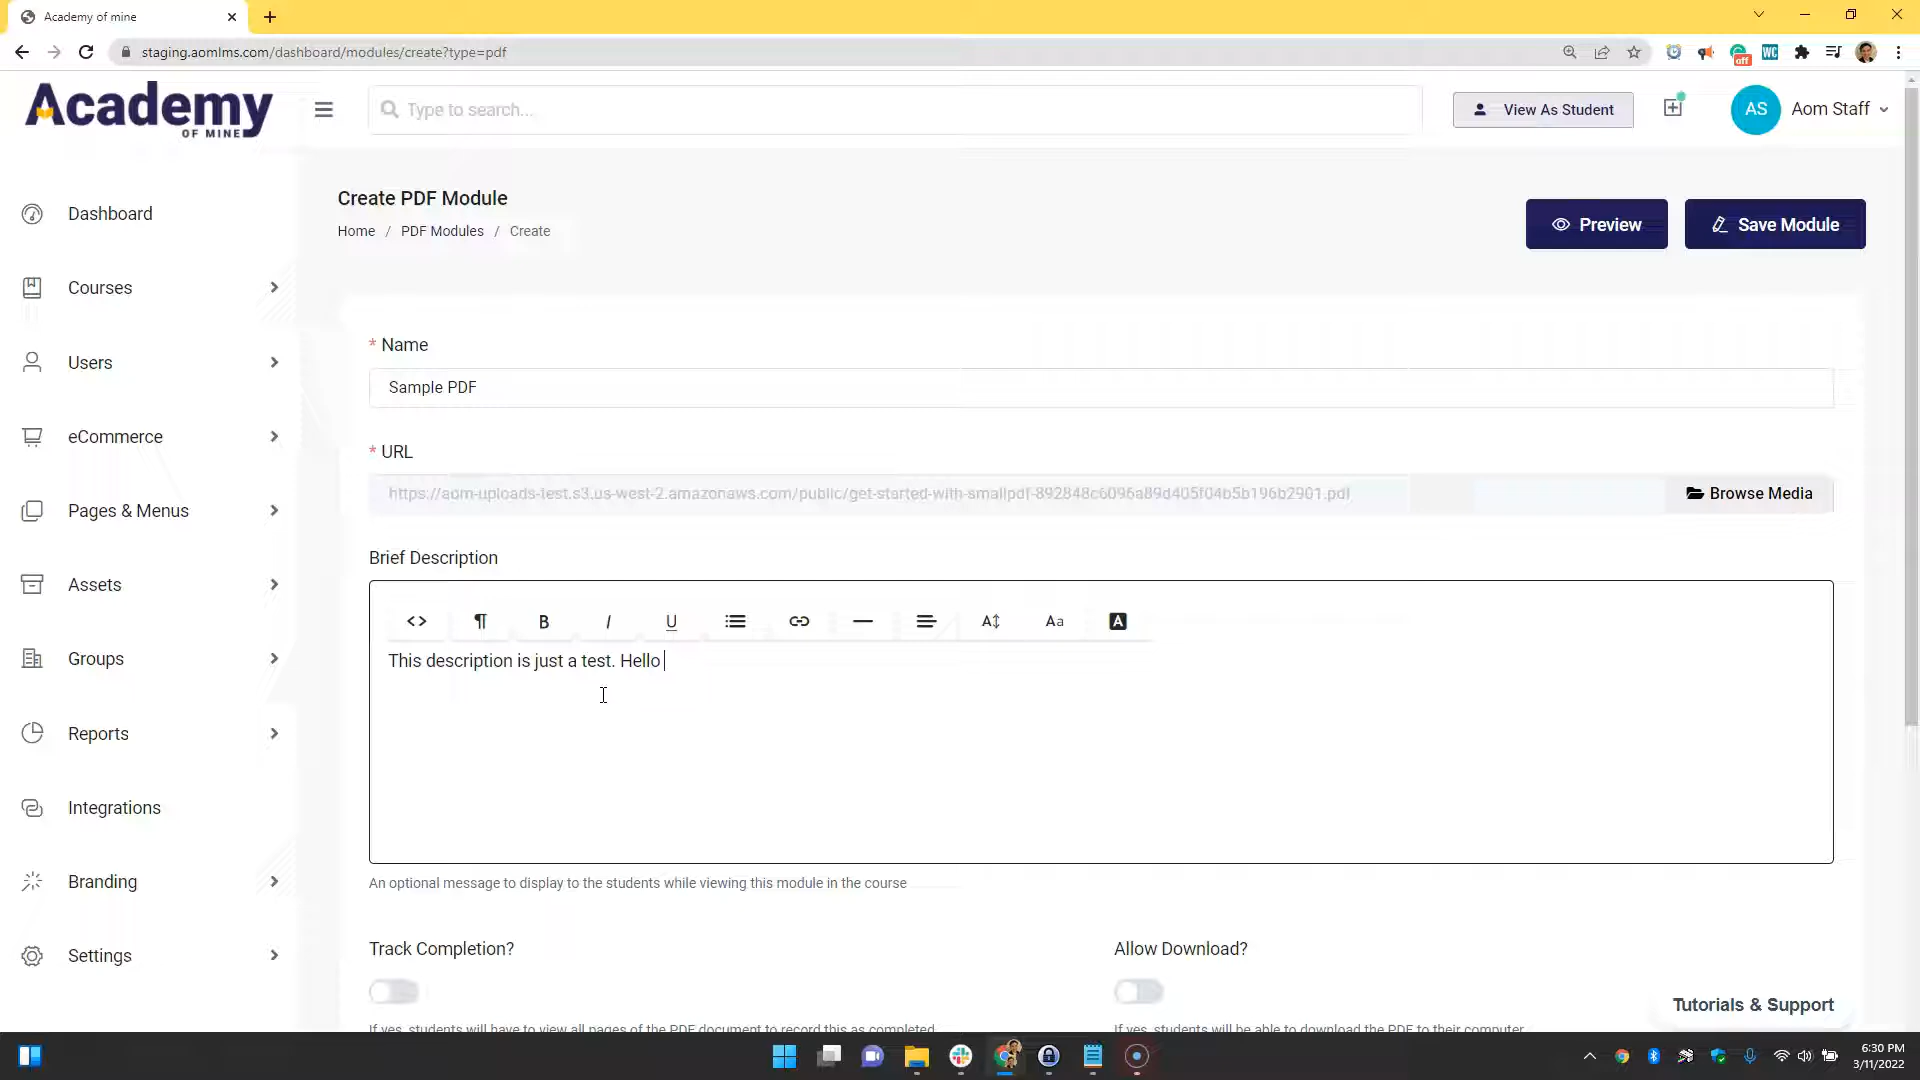 Academy of mine
staging.aomlms.com/dashboard/modules/create?type=pdf
off
WC
Academy
OF MINE
Type to search...
View As Student
AS
Aom Staff
Dashboard
Courses
Users
eCommerce
Pages & Menus
Assets
Groups
Reports
Integrations
Branding
Settings
Create PDF Module
Home / PDF Modules / Create
Preview
Save Module
* Name
Sample PDF
* URL
https://aom-uploads-test.s3.us-west-2.amazonaws.com/public/get-started-with-smallpdf-892848c6096a89d405f04b5b196b2901.pdf
Browse Media
Brief Description
<> ¶ B I U Aa A
This description is just a test. Hello
An optional message to display to the students while viewing this module in the course
Track Completion?
Allow Download?
If yes, students will have to view all pages of the PDF document to record this as completed
If yes, students will be able to download the PDF to their computer
Tutorials & Support
6:30 PM
3/11/2022